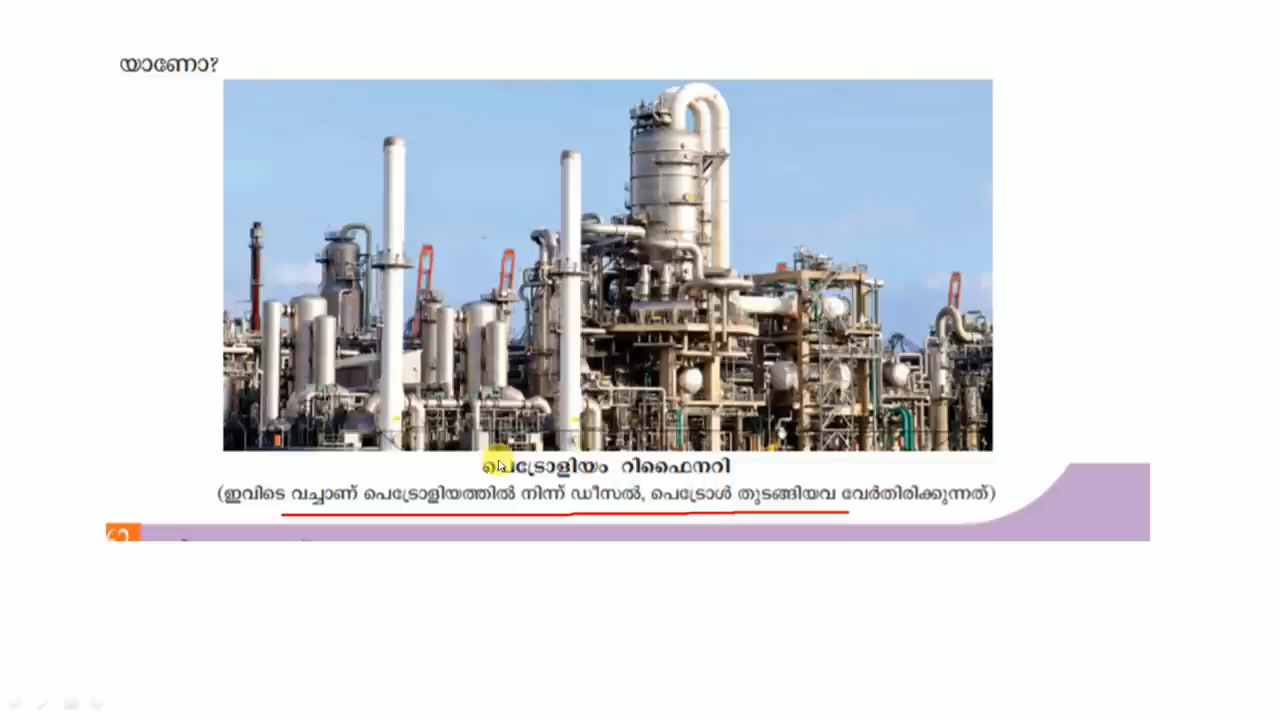 യാണോ?
പെട്രോളിയം റിഫൈനറി
(ഇവിടെ വച്ചാണ് പെട്രോളിയത്തിൽ നിന്ന് ഡീസൽ, പെട്രോൾ തുടങ്ങിയവ വേർതിരിക്കുന്നത്)